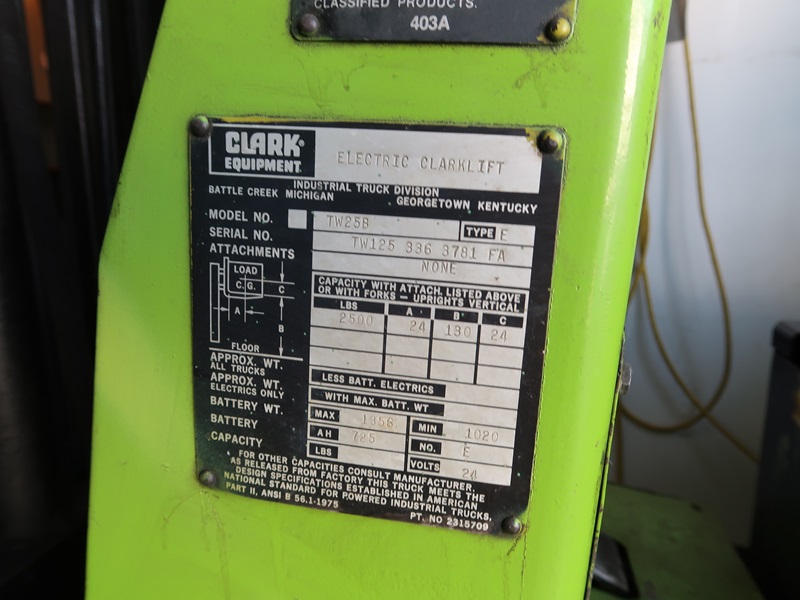 CLASSIFIED PRODUCTS.
403A
CLARK®
EQUIPMENT
ELECTRIC CLARKLIFT
INDUSTRIAL TRUCK DIVISION
BATTLE CREEK MICHIGAN GEORGETOWN KENTUCKY
MODEL NO. TW25B TYPE E
SERIAL NO. TW125 336 3781 FA
ATTACHMENTS NONE
LOAD
C.G.
C
A
B
FLOOR
CAPACITY WITH ATTACH. LISTED ABOVE
OR WITH FORKS – UPRIGHTS VERTICAL
LBS A B C
2500 24 130 24
APPROX. WT.
ALL TRUCKS
APPROX. WT. LESS BATT. ELECTRICS
ELECTRICS ONLY WITH MAX. BATT. WT
BATTERY WT. MAX 1356 MIN 1020
BATTERY AH 725 NO. E
CAPACITY LBS VOLTS 24
FOR OTHER CAPACITIES CONSULT MANUFACTURER.
AS RELEASED FROM FACTORY THIS TRUCK MEETS THE
DESIGN SPECIFICATIONS ESTABLISHED IN AMERICAN
NATIONAL STANDARD FOR POWERED INDUSTRIAL TRUCKS,
PART II, ANSI B 56.1-1975
PT. NO 2315709